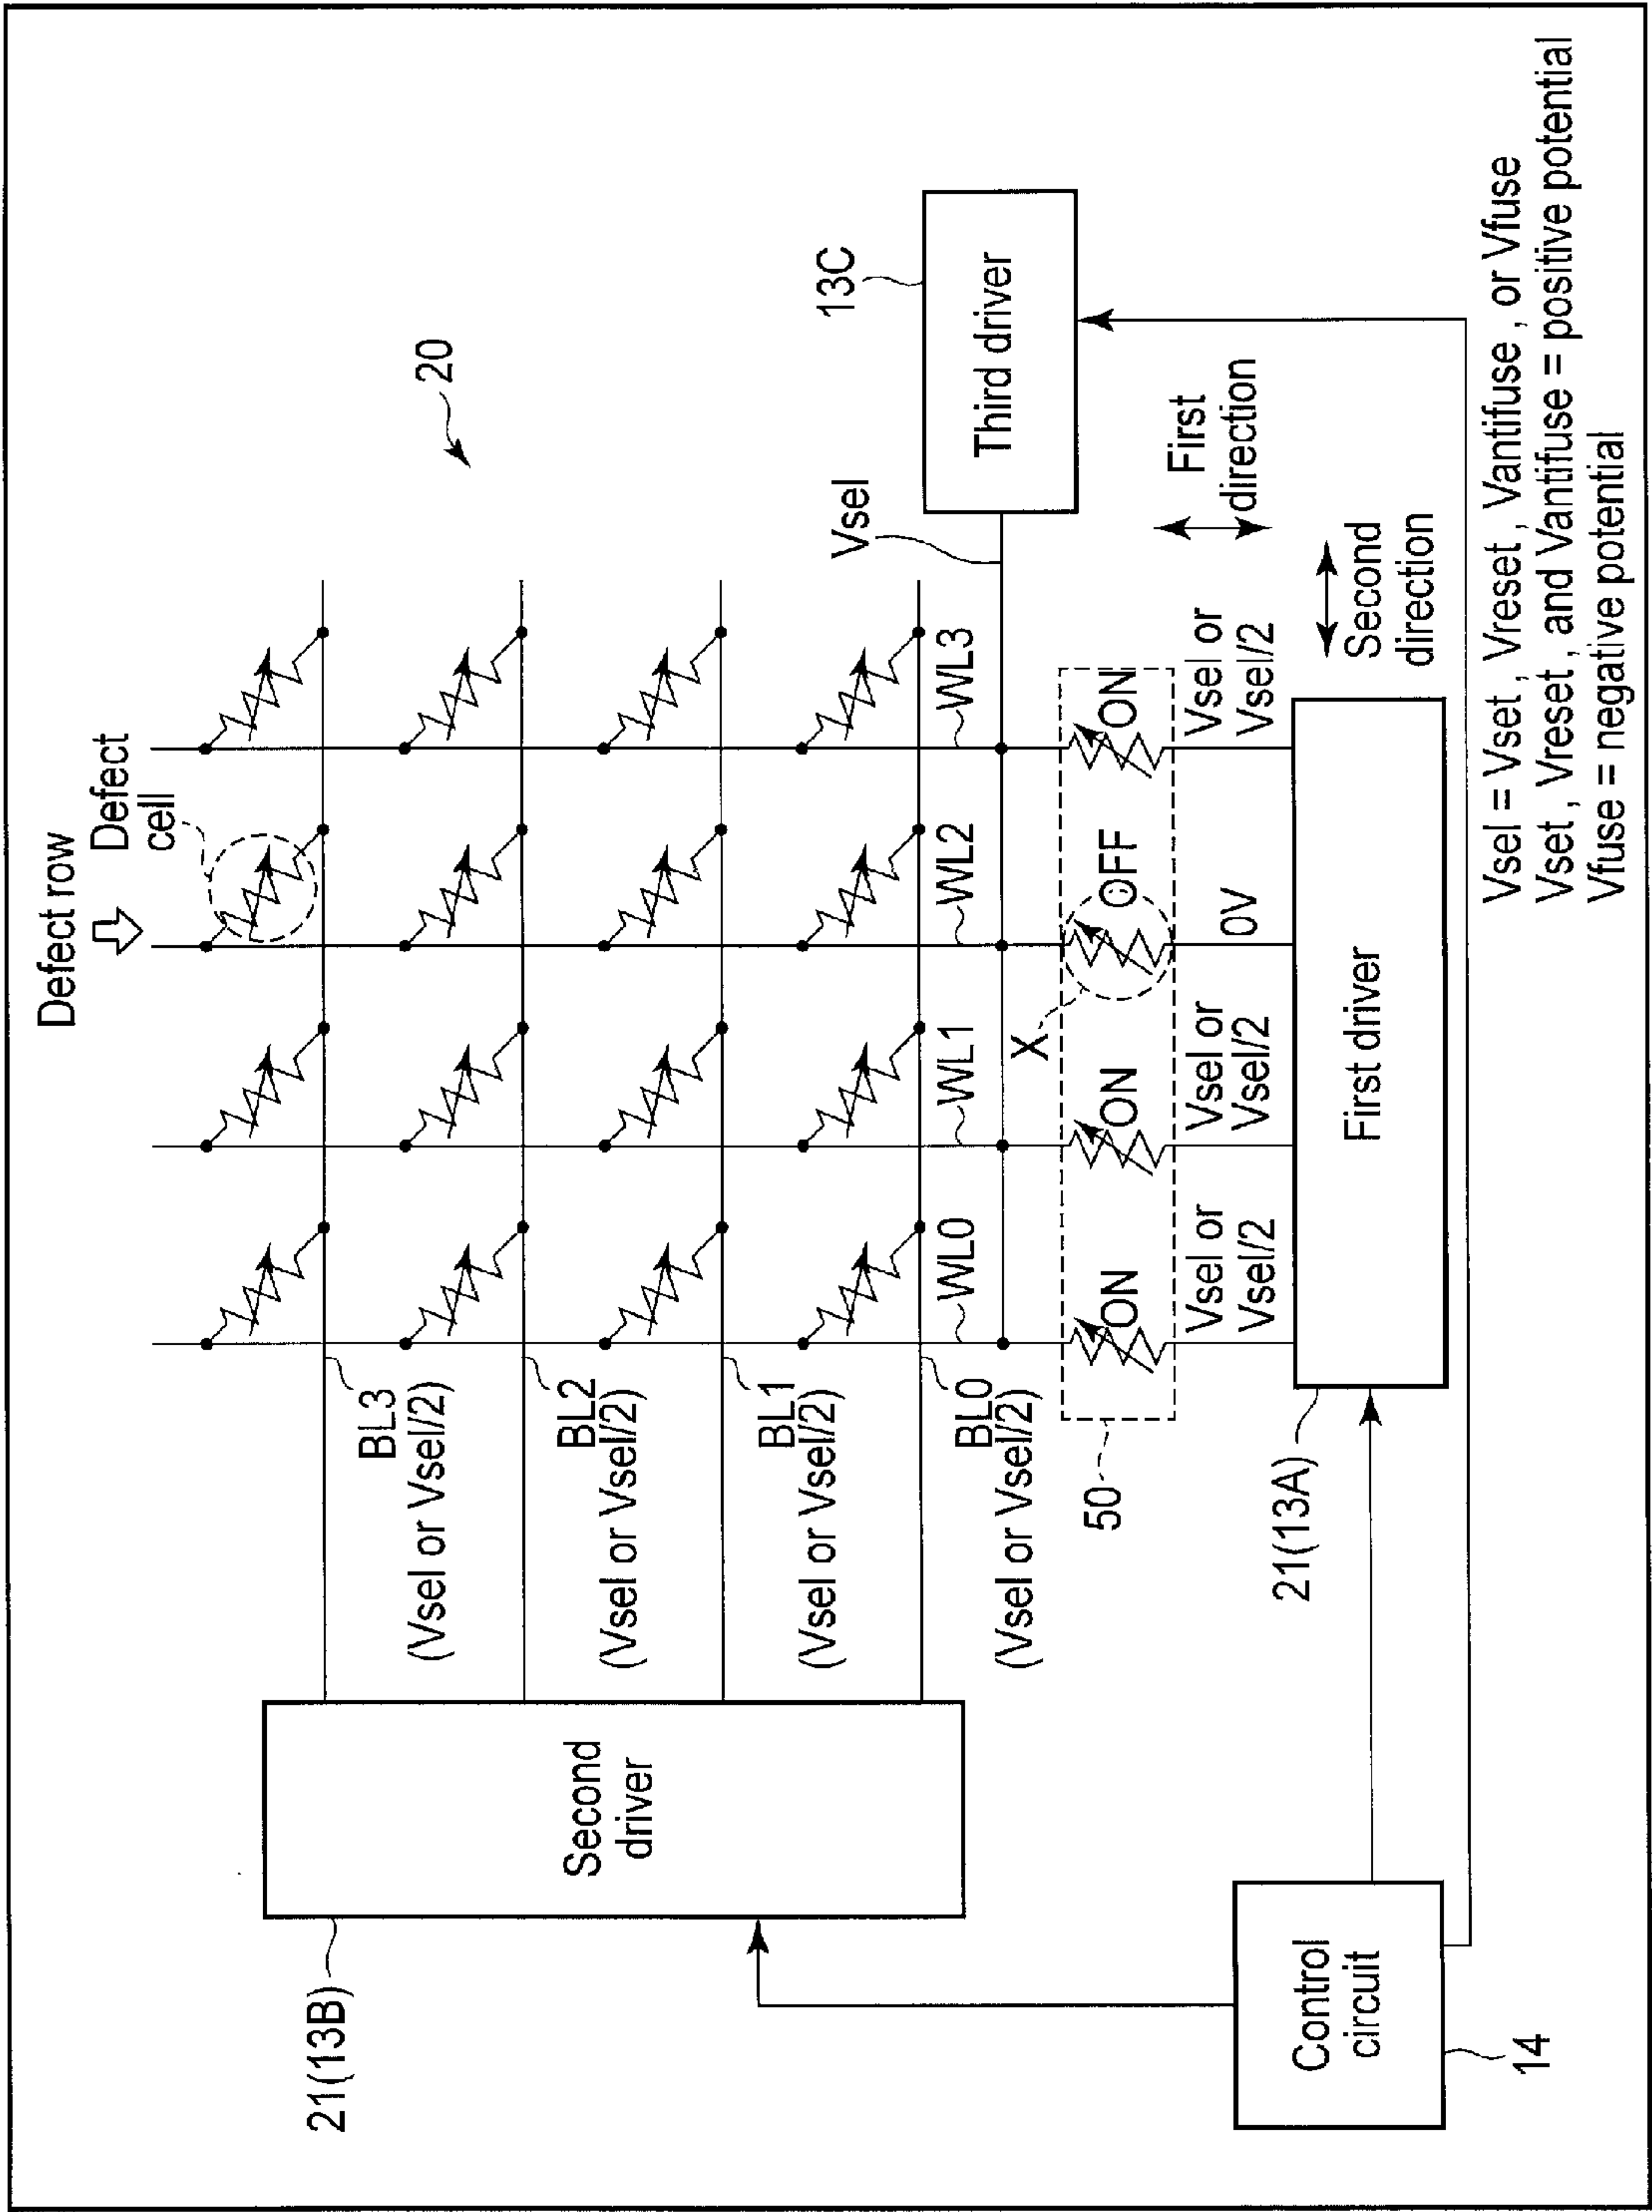 Defect row
Defect
cell
20
21(13B)
Second
driver
BL3
(Vsel or Vsel/2)
BL2
(Vsel or Vsel/2)
BL1
(Vsel or Vsel/2)
BL0
(Vsel or Vsel/2)
WL0
WL1
WL2
WL3
Vsel
13C
Third driver
50
X
ON
ON
OFF
ON
Vsel or
Vsel/2
Vsel or
Vsel/2
0V
Vsel or
Vsel/2
First
direction
Second
direction
21(13A)
First driver
Control
circuit
14
Vsel = Vset , Vreset , Vantifuse , or Vfuse
Vset , Vreset , and Vantifuse = positive potential
Vfuse = negative potential